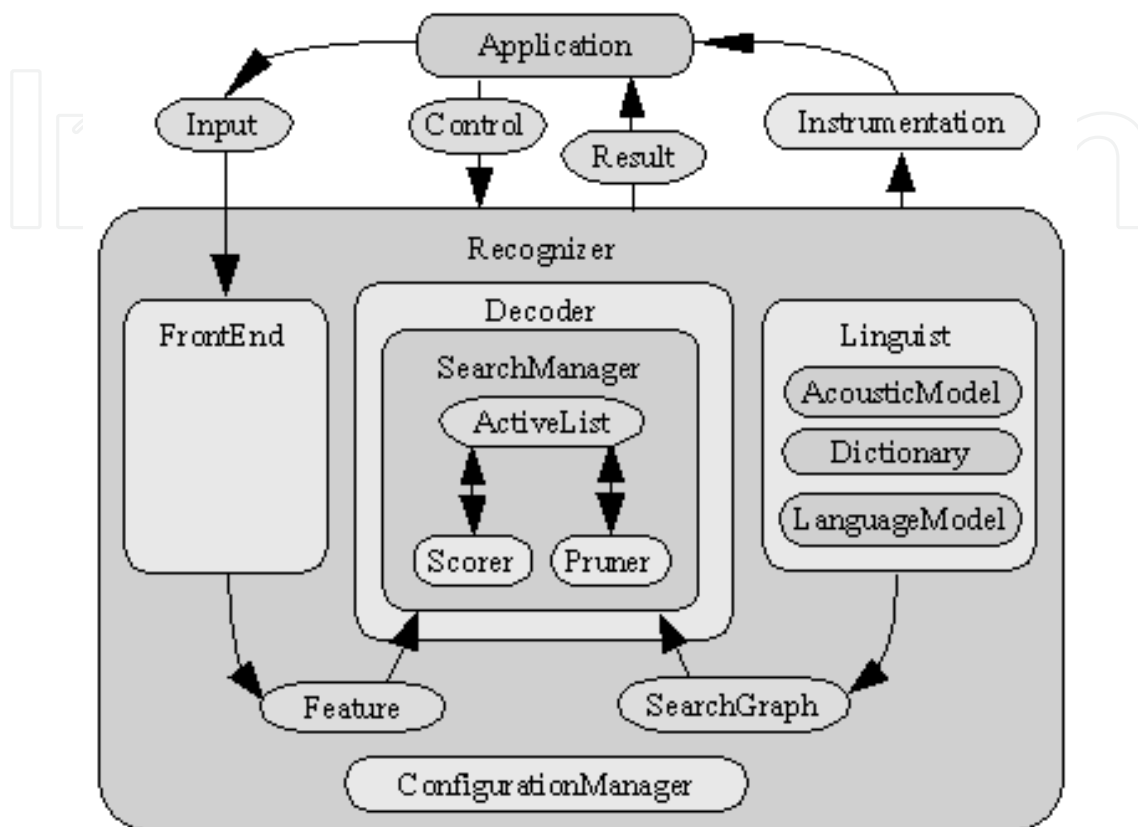 Application
Input
Control
Result
Instrumentation
Recognizer
FrontEnd
Decoder
SearchManager
ActiveList
Scorer
Pruner
Linguist
AcousticModel
Dictionary
LanguageModel
Feature
SearchGraph
ConfigurationManager